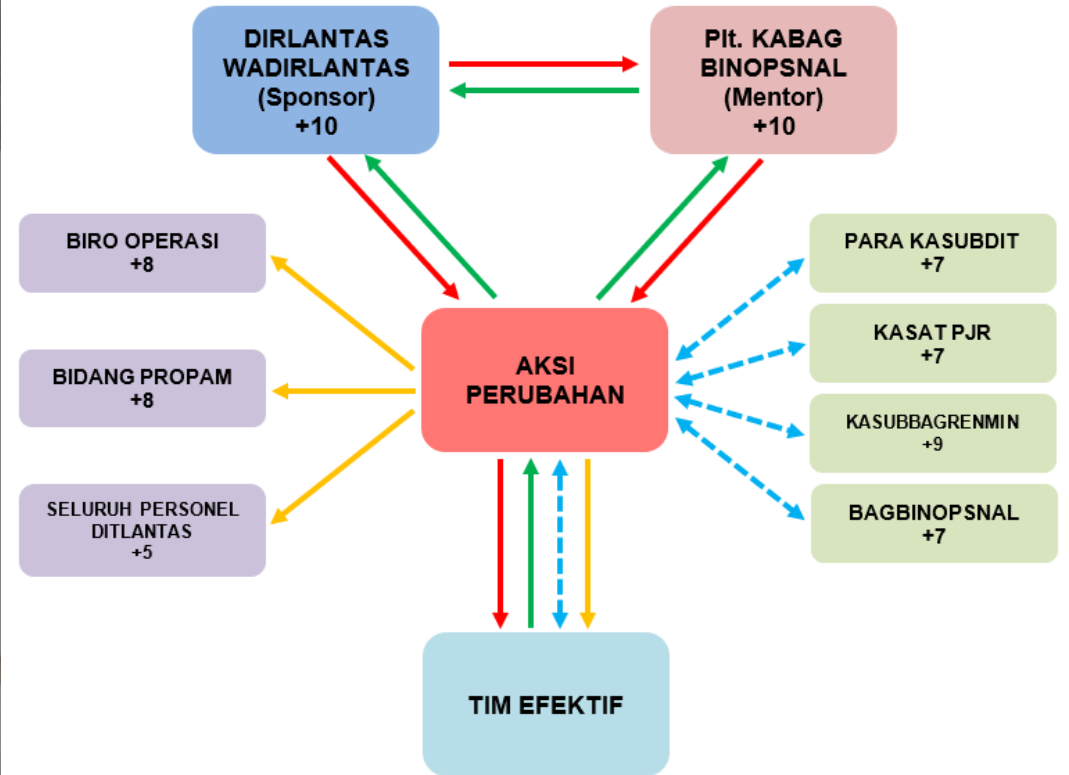 DIRLANTAS
WADIRLANTAS
(Sponsor)
+10
Plt. KABAG
BINOPSNAL
(Mentor)
+10
BIRO OPERASI
+8
BIDANG PROPAM
+8
SELURUH PERSONEL
DITLANTAS
+5
AKSI
PERUBAHAN
PARA KASUBDIT
+7
KASAT PJR
+7
KASUBBAGRENMIN
+9
BAGBINOPSNAL
+7
TIM EFEKTIF